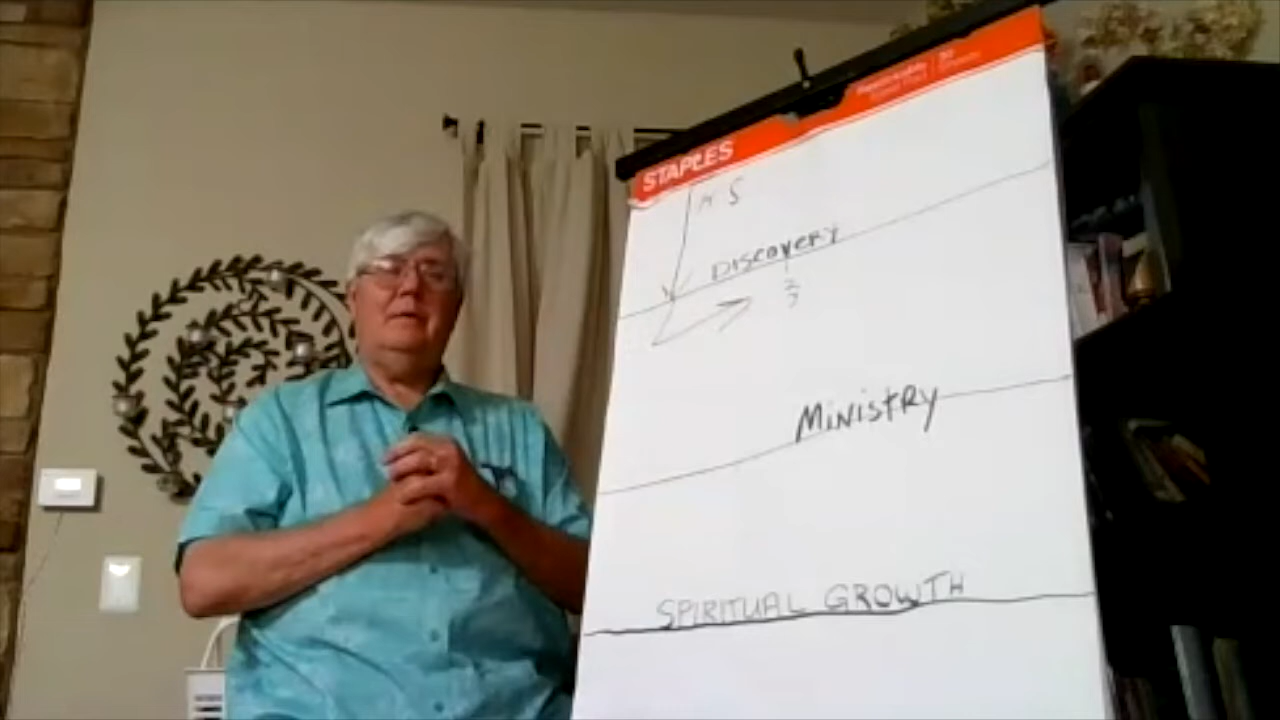 STAPLES
M S
DISCOVERY
MINISTRY
SPIRITUAL GROWTH